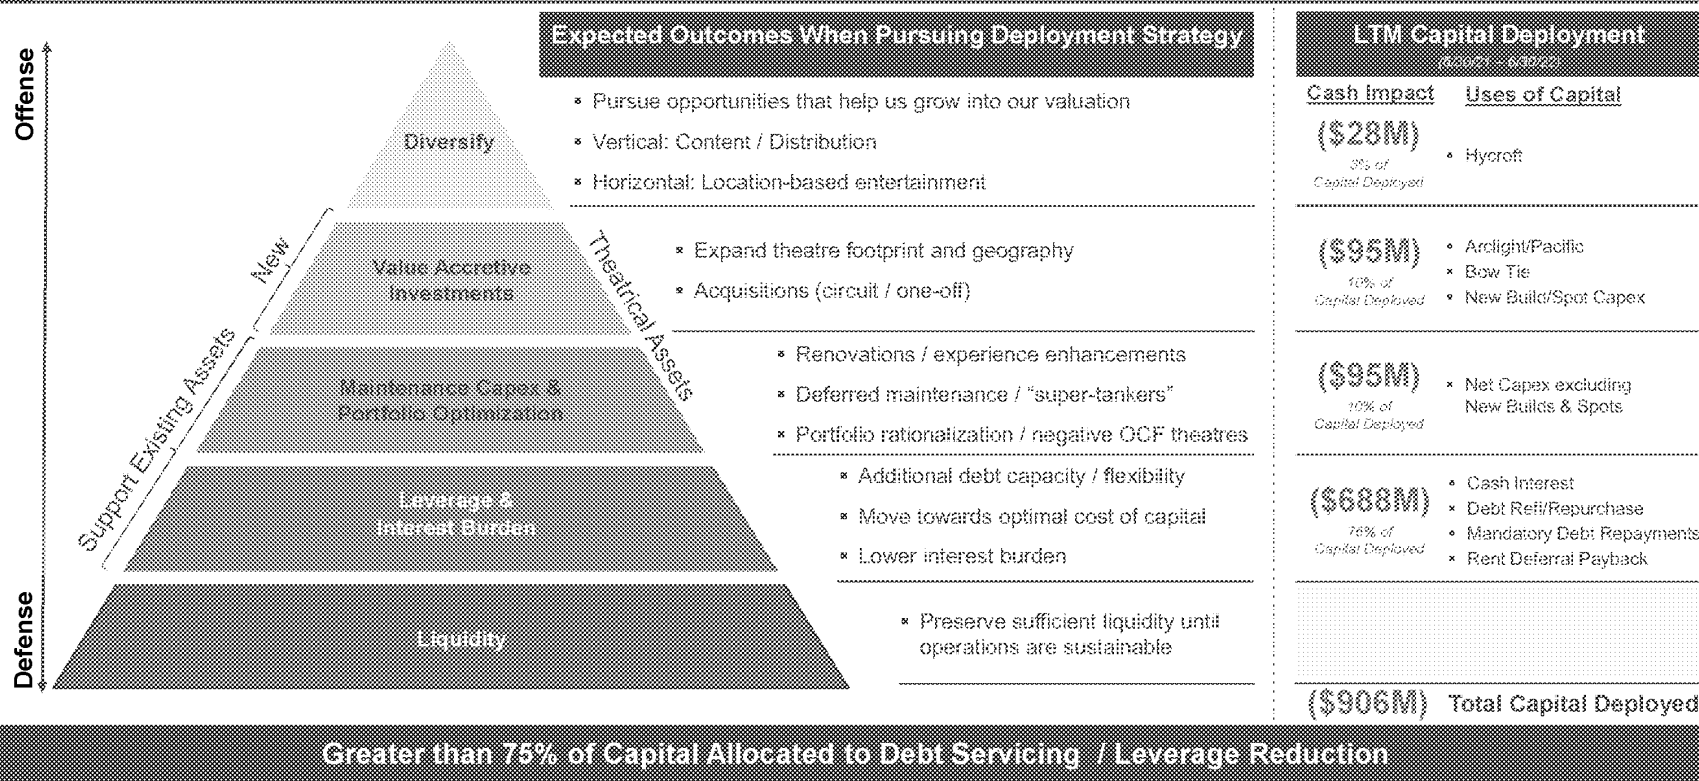 Offense
Defense
Support Existing Assets
New
Theatrical Assets
Diversify
Value Accretive
Investments
Maintenance Capex &
Portfolio Optimization
Leverage &
Interest Burden
Liquidity
Expected Outcomes When Pursuing Deployment Strategy
Pursue opportunities that help us grow into our valuation
Vertical: Content / Distribution
Horizontal: Location-based entertainment
Expand theatre footprint and geography
Acquisitions (circuit / one-off)
Renovations / experience enhancements
Deferred maintenance / “super-tankers”
Portfolio rationalization / negative OCF theatres
Additional debt capacity / flexibility
Move towards optimal cost of capital
Lower interest burden
Preserve sufficient liquidity until
operations are sustainable
LTM Capital Deployment
(6/30/21 – 6/30/22)
Cash Impact
Uses of Capital
($28M)
3% of
Capital Deployed
Hycroft
($95M)
10% of
Capital Deployed
Arclight/Pacific
Bow Tie
New Build/Spot Capex
($95M)
10% of
Capital Deployed
Net Capex excluding
New Builds & Spots
($688M)
76% of
Capital Deployed
Cash Interest
Debt Refi/Repurchase
Mandatory Debt Repayments
Rent Deferral Payback
($906M)
Total Capital Deployed
Greater than 75% of Capital Allocated to Debt Servicing / Leverage Reduction